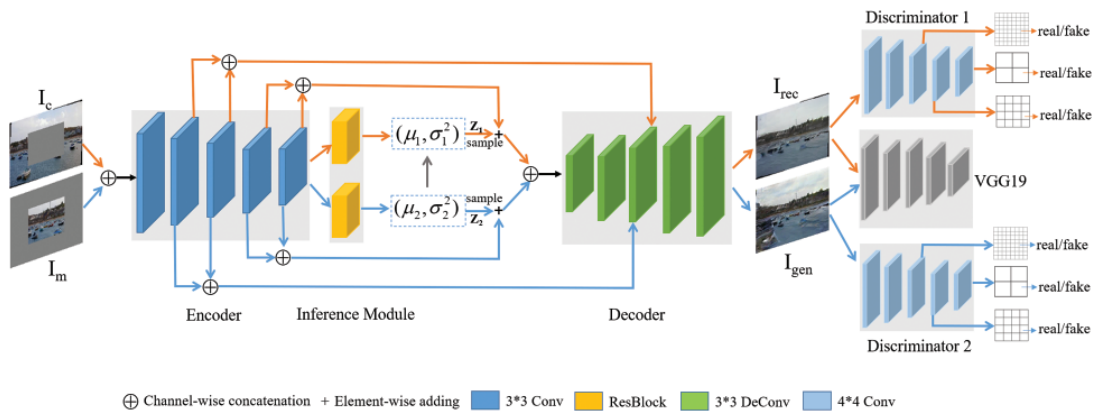 Discriminator 1
real/fake
real/fake
real/fake
I_c
I_rec
(μ₁, σ₁²)
Z₁
sample
+
VGG19
(μ₂, σ₂²)
sample
Z₂
+
I_m
I_gen
real/fake
real/fake
real/fake
Encoder
Inference Module
Decoder
Discriminator 2
⊕ Channel-wise concatenation + Element-wise adding 3*3 Conv ResBlock 3*3 DeConv 4*4 Conv